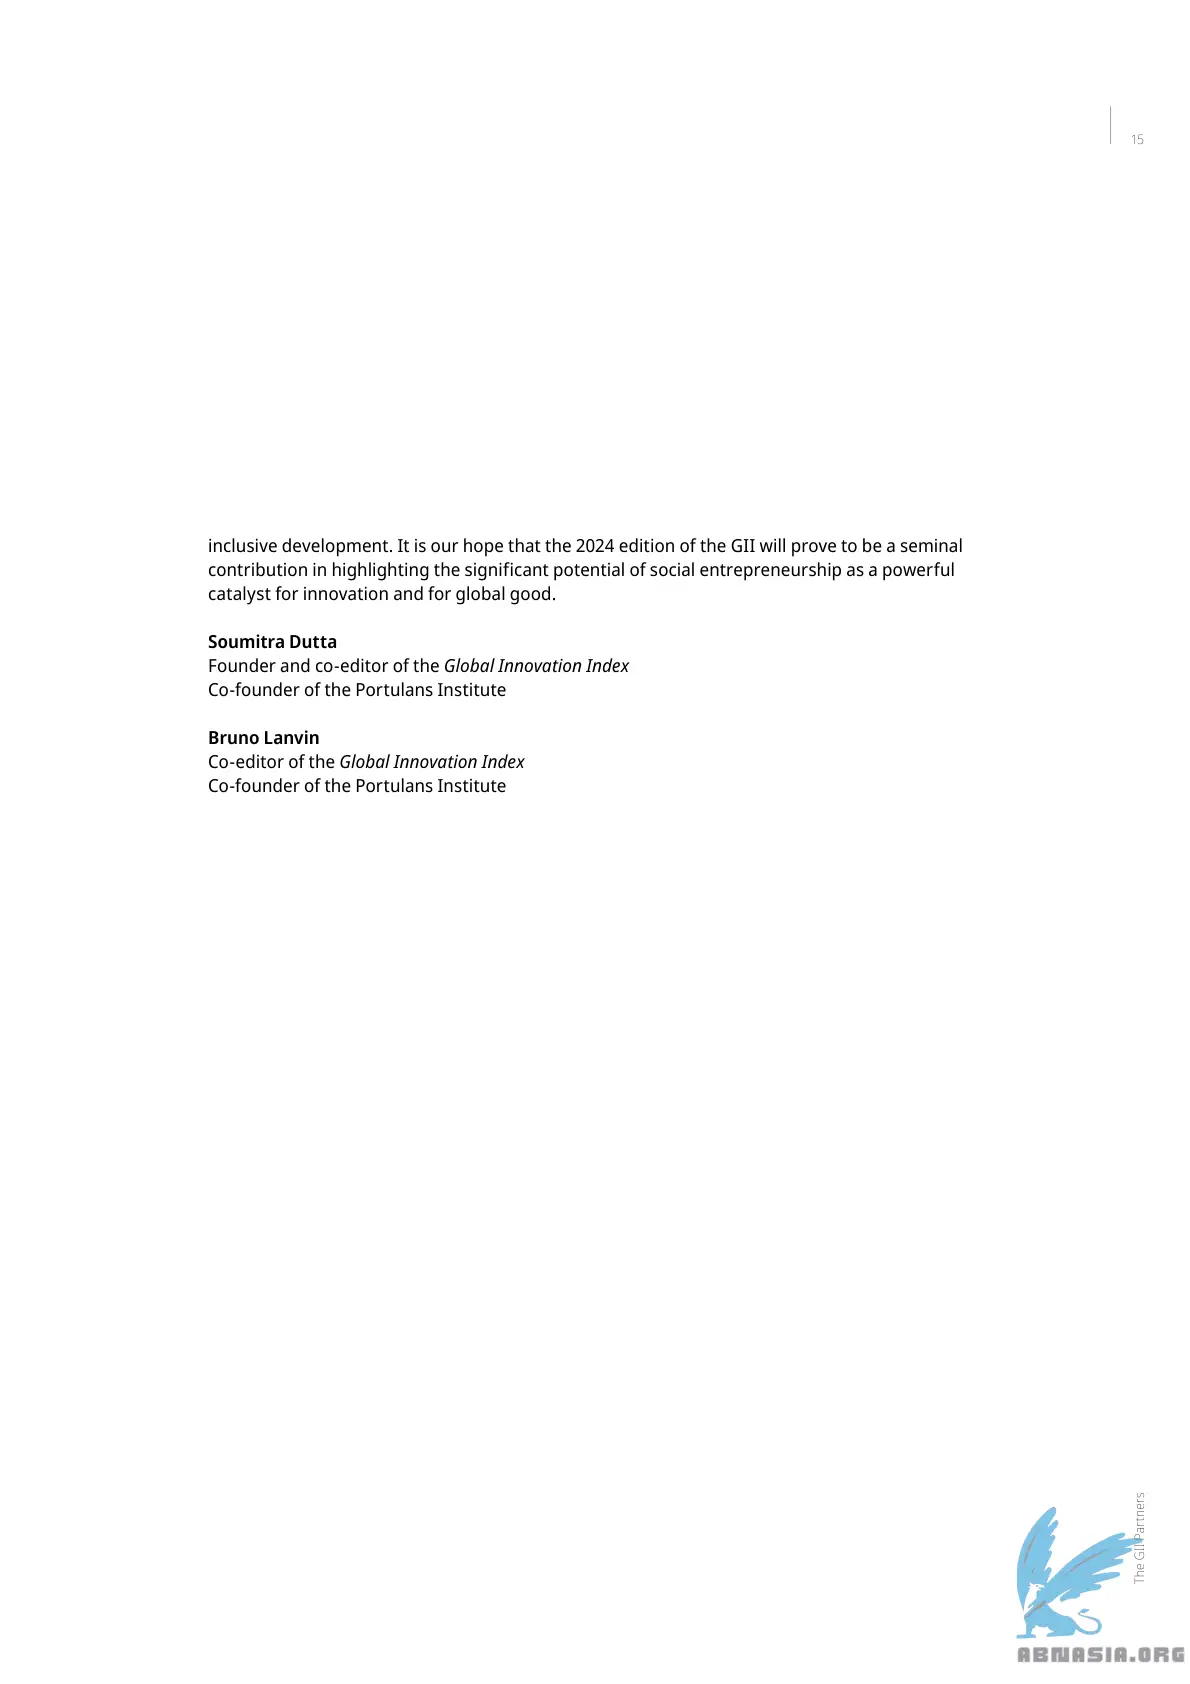 15
inclusive development. It is our hope that the 2024 edition of the GII will prove to be a seminal
contribution in highlighting the significant potential of social entrepreneurship as a powerful
catalyst for innovation and for global good.
Soumitra Dutta
Founder and co-editor of the Global Innovation Index
Co-founder of the Portulans Institute
Bruno Lanvin
Co-editor of the Global Innovation Index
Co-founder of the Portulans Institute
The GII Partners
ABNASIA.ORG